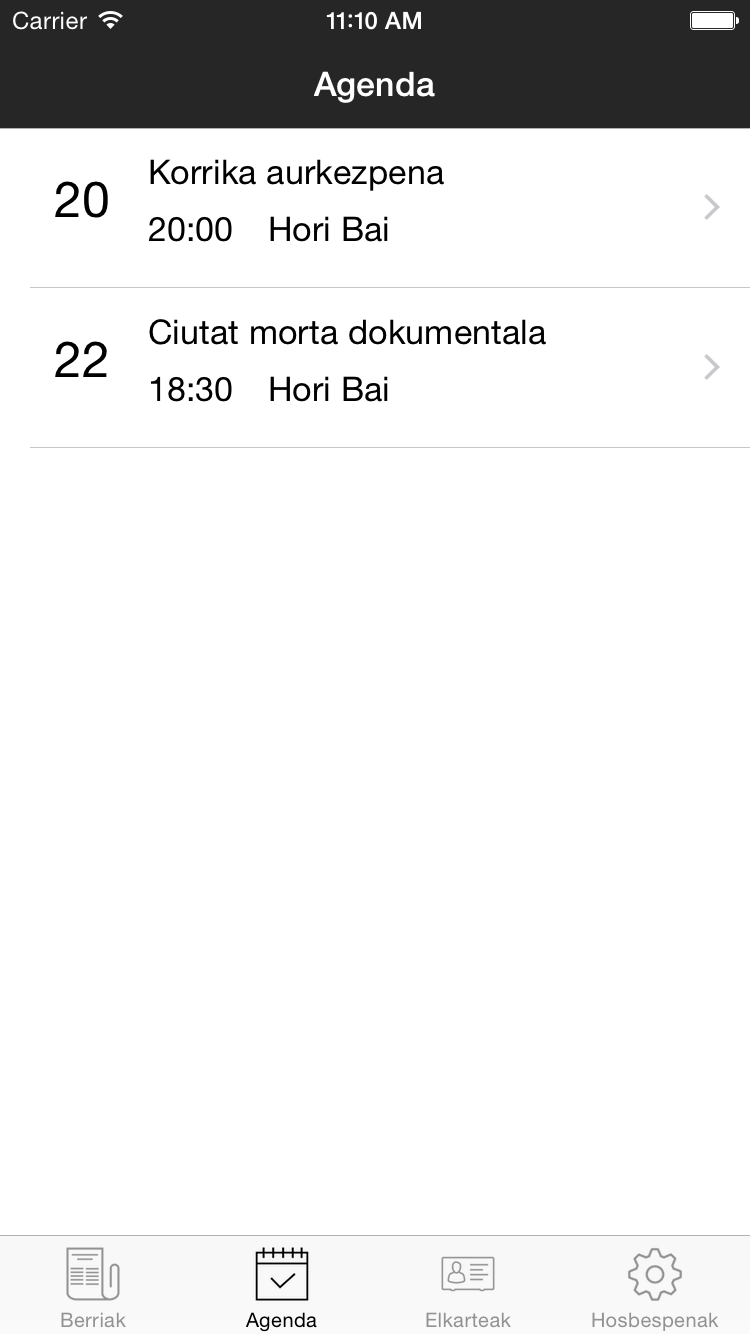 Carrier 11:10 AM
Agenda
20
Korrika aurkezpena
20:00 Hori Bai
22
Ciutat morta dokumentala
18:30 Hori Bai
Berriak Agenda Elkarteak Hosbespenak